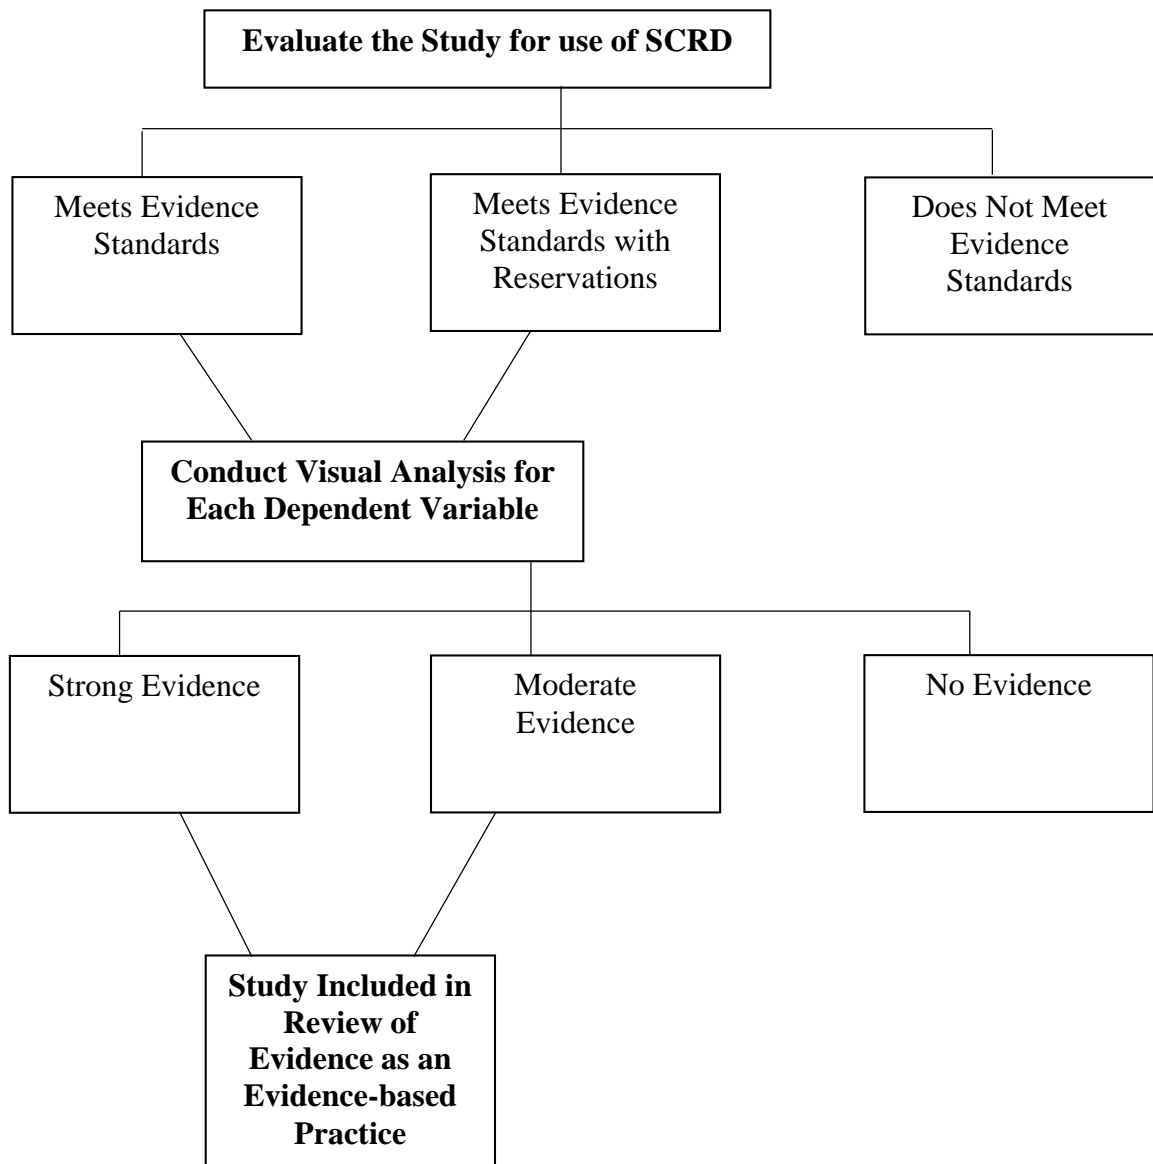 Evaluate the Study for use of SCRD
Meets Evidence
Standards
Meets Evidence
Standards with
Reservations
Does Not Meet
Evidence
Standards
Conduct Visual Analysis for
Each Dependent Variable
Strong Evidence
Moderate
Evidence
No Evidence
Study Included in
Review of
Evidence as an
Evidence-based
Practice